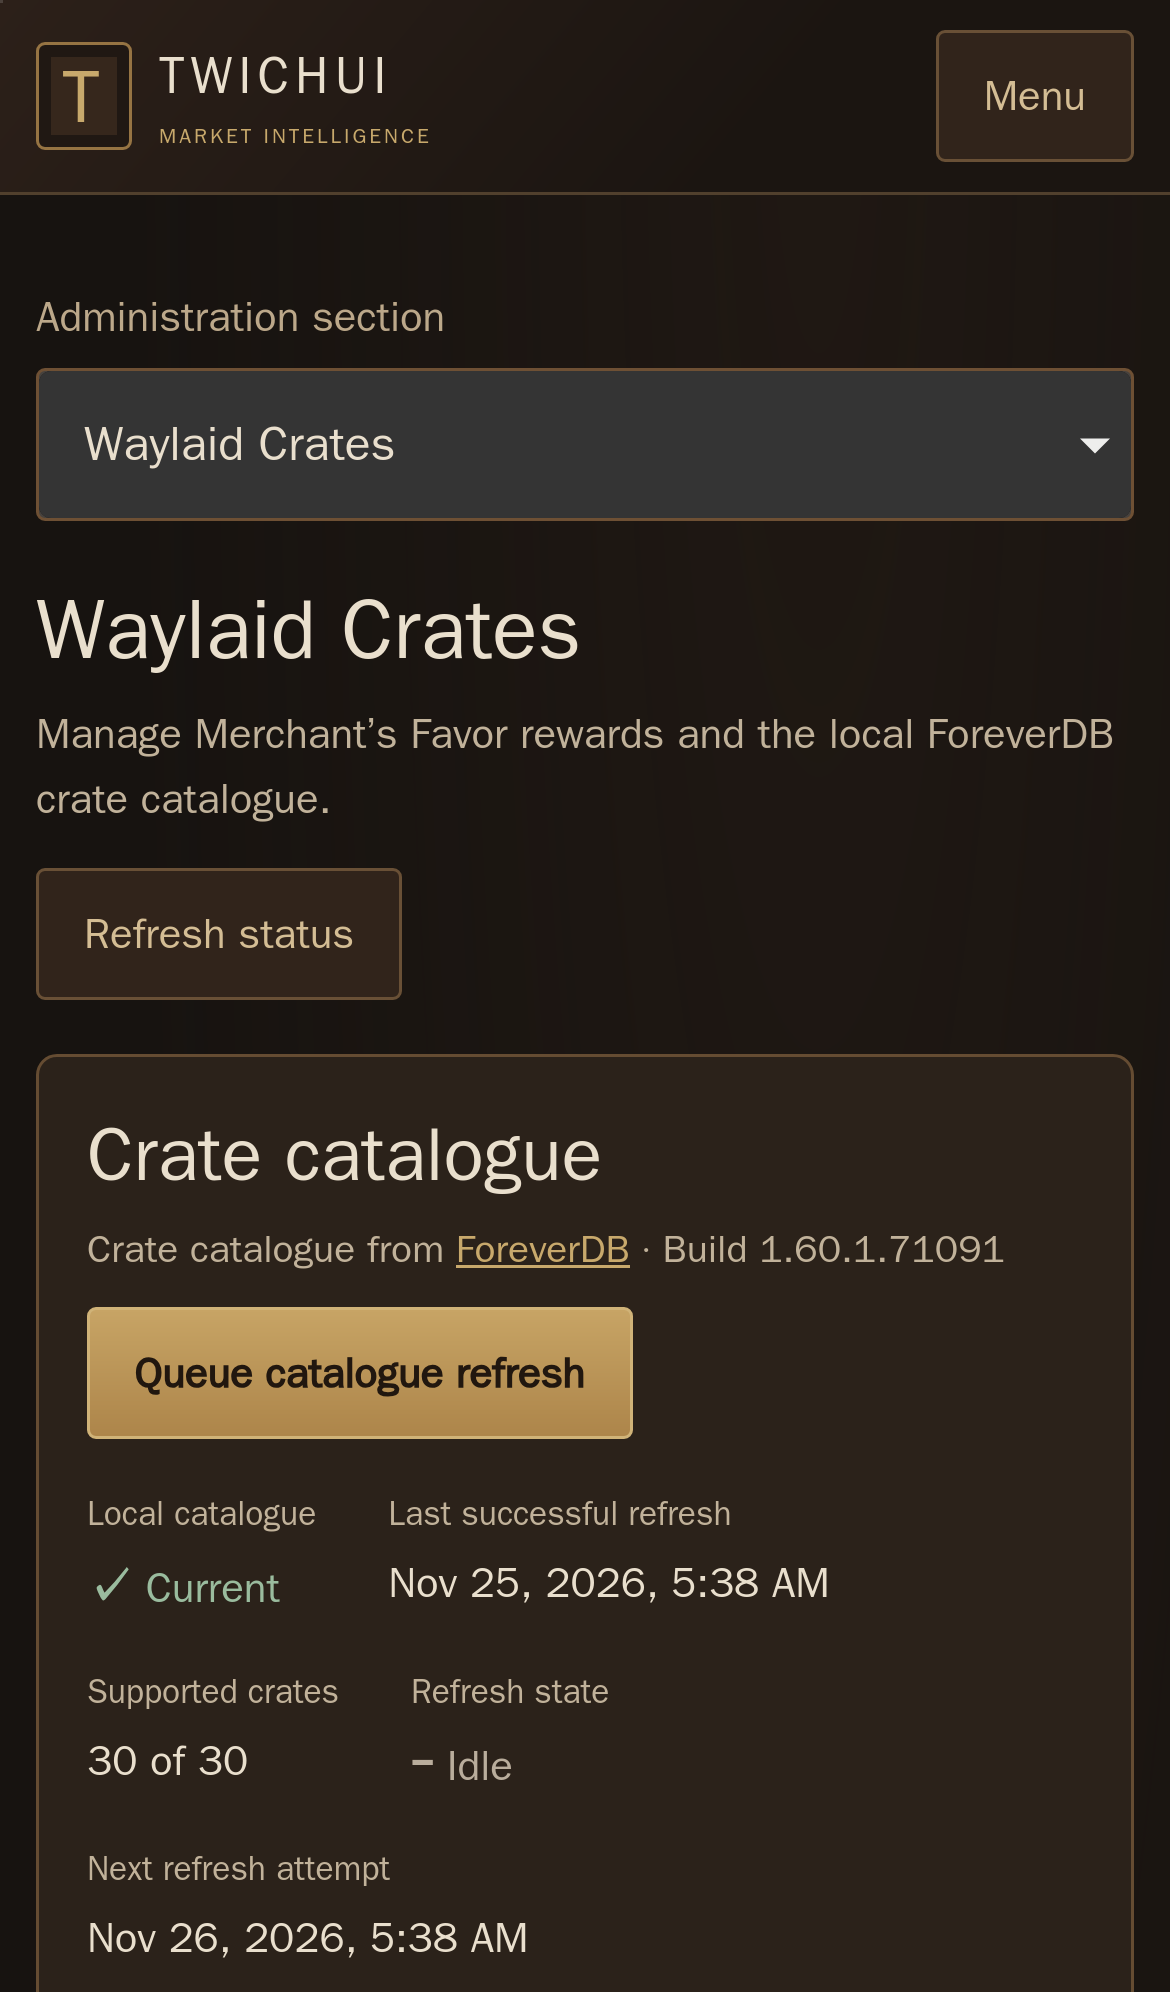 T
TWICHUI
MARKET INTELLIGENCE
Menu
Administration section
Waylaid Crates
Waylaid Crates
Manage Merchant’s Favor rewards and the local ForeverDB
crate catalogue.
Refresh status
Crate catalogue
Crate catalogue from ForeverDB · Build 1.60.1.71091
Queue catalogue refresh
Local catalogue
✓ Current
Last successful refresh
Nov 25, 2026, 5:38 AM
Supported crates
30 of 30
Refresh state
– Idle
Next refresh attempt
Nov 26, 2026, 5:38 AM